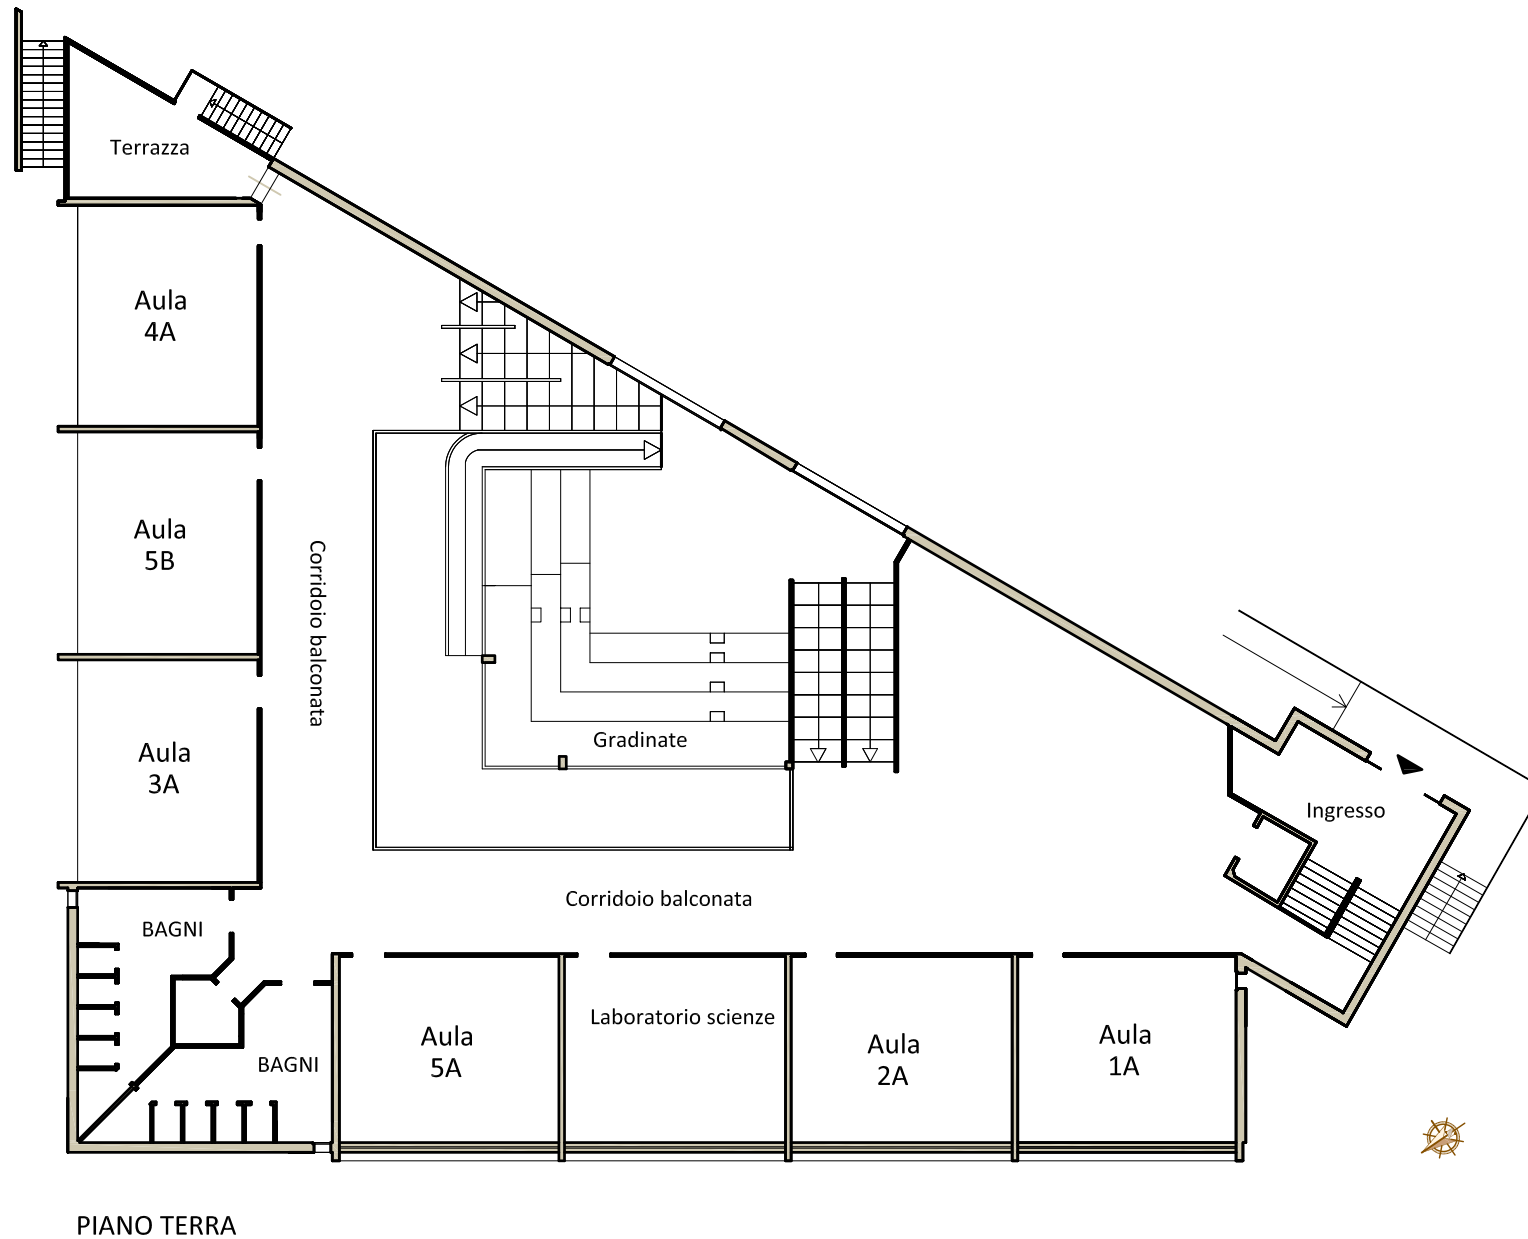 Terrazza
Aula
4A
Aula
5B
Corridoio balconata
Aula
3A
Gradinate
Ingresso
Corridoio balconata
BAGNI
BAGNI
Aula
5A
Laboratorio scienze
Aula
2A
Aula
1A
PIANO TERRA